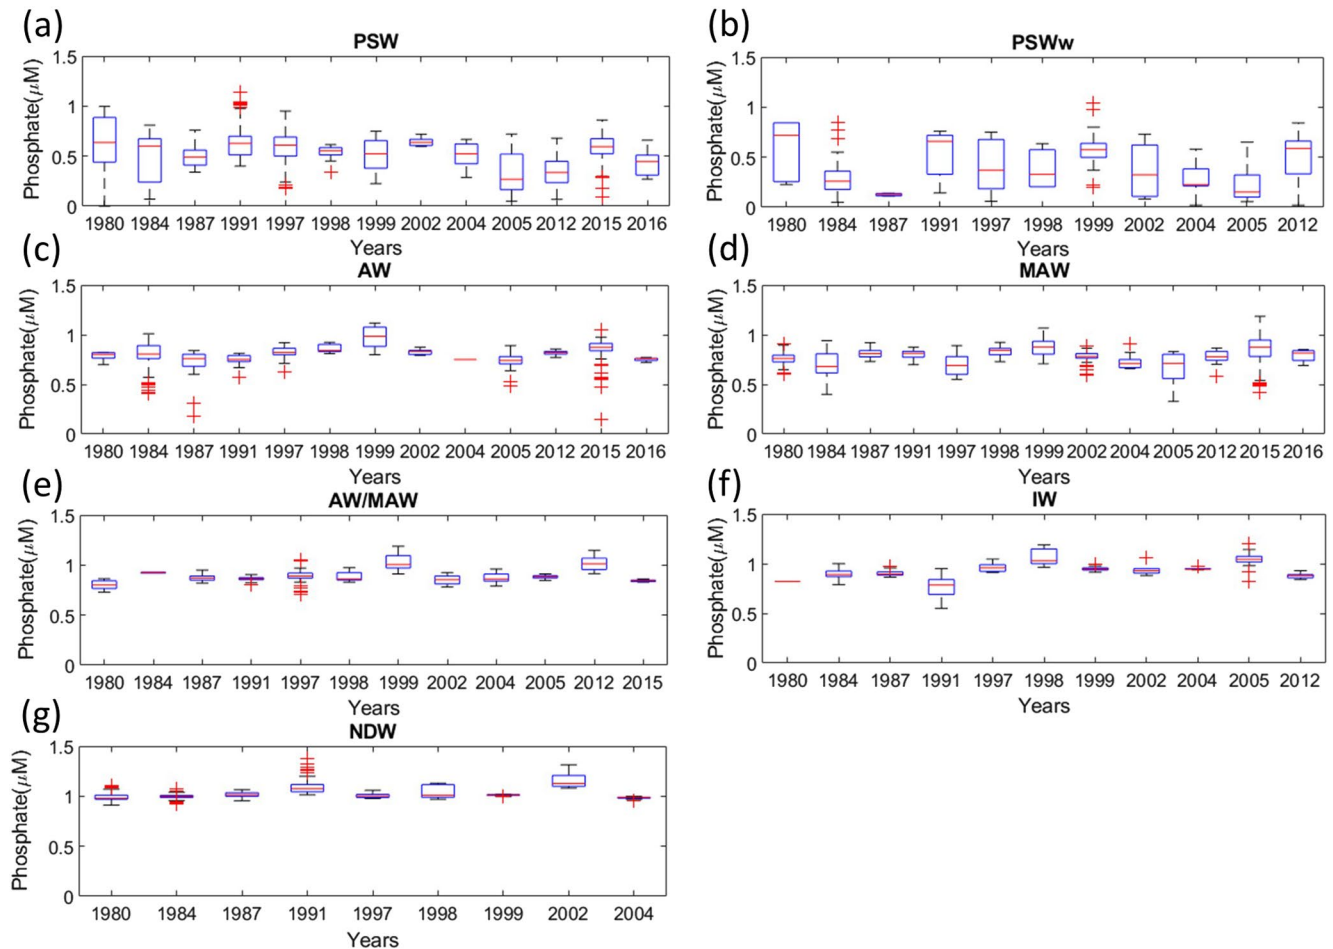 (a)
PSW
Phosphate(μM)
1.5
1
0.5
0
1980 1984 1987 1991 1997 1998 1999 2002 2004 2005 2012 2015 2016
Years
(b)
PSWw
Phosphate(μM)
1.5
1
0.5
0
1980 1984 1987 1991 1997 1998 1999 2002 2004 2005 2012
Years
(c)
AW
Phosphate(μM)
1.5
1
0.5
0
1980 1984 1987 1991 1997 1998 1999 2002 2004 2005 2012 2015 2016
Years
(d)
MAW
Phosphate(μM)
1.5
1
0.5
0
1980 1984 1987 1991 1997 1998 1999 2002 2004 2005 2012 2015 2016
Years
(e)
AW/MAW
Phosphate(μM)
1.5
1
0.5
0
1980 1984 1987 1991 1997 1998 1999 2002 2004 2005 2012 2015
Years
(f)
IW
Phosphate(μM)
1.5
1
0.5
0
1980 1984 1987 1991 1997 1998 1999 2002 2004 2005 2012
Years
(g)
NDW
Phosphate(μM)
1.5
1
0.5
0
1980 1984 1987 1991 1997 1998 1999 2002 2004
Years